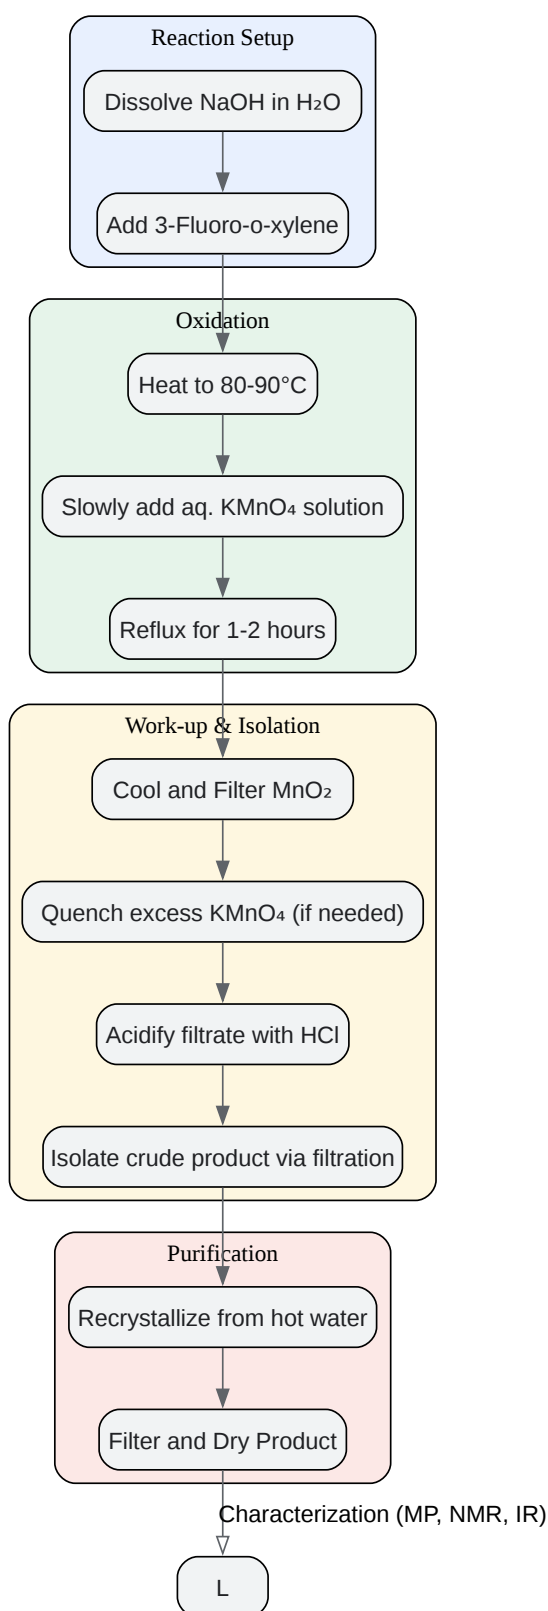 Reaction Setup
Dissolve NaOH in H₂O
Add 3-Fluoro-o-xylene
Oxidation
Heat to 80-90°C
Slowly add aq. KMnO₄ solution
Reflux for 1-2 hours
Work-up & Isolation
Cool and Filter MnO₂
Quench excess KMnO₄ (if needed)
Acidify filtrate with HCl
Isolate crude product via filtration
Purification
Recrystallize from hot water
Filter and Dry Product
Characterization (MP, NMR, IR)
L